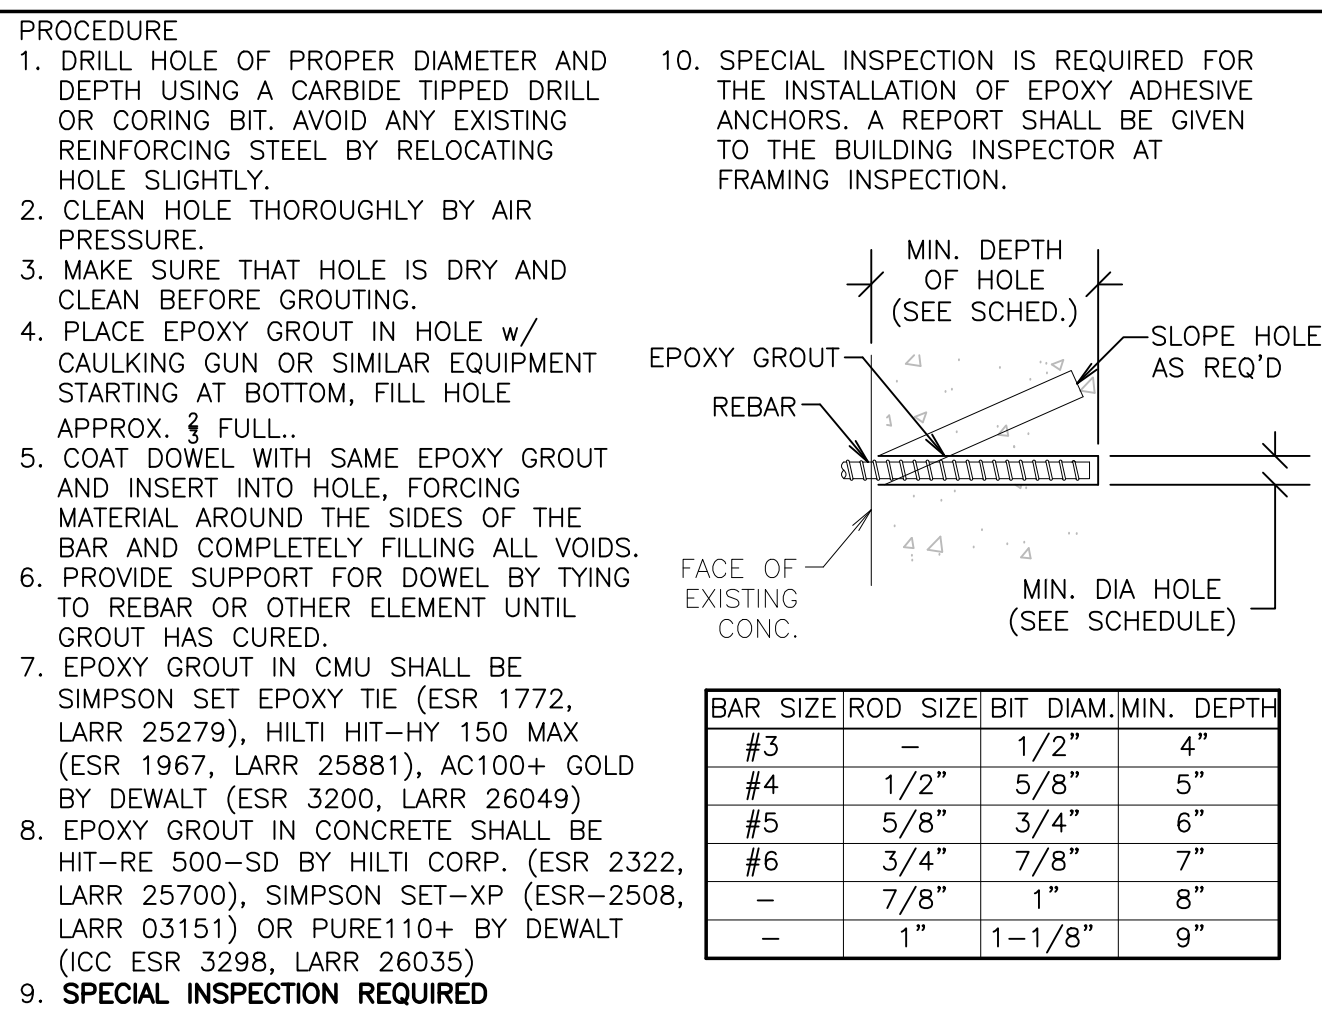 PROCEDURE
1. DRILL HOLE OF PROPER DIAMETER AND
DEPTH USING A CARBIDE TIPPED DRILL
OR CORING BIT. AVOID ANY EXISTING
REINFORCING STEEL BY RELOCATING
HOLE SLIGHTLY.
2. CLEAN HOLE THOROUGHLY BY AIR
PRESSURE.
3. MAKE SURE THAT HOLE IS DRY AND
CLEAN BEFORE GROUTING.
4. PLACE EPOXY GROUT IN HOLE w/
CAULKING GUN OR SIMILAR EQUIPMENT
STARTING AT BOTTOM, FILL HOLE
APPROX. ⅔ FULL..
5. COAT DOWEL WITH SAME EPOXY GROUT
AND INSERT INTO HOLE, FORCING
MATERIAL AROUND THE SIDES OF THE
BAR AND COMPLETELY FILLING ALL VOIDS.
6. PROVIDE SUPPORT FOR DOWEL BY TYING
TO REBAR OR OTHER ELEMENT UNTIL
GROUT HAS CURED.
7. EPOXY GROUT IN CMU SHALL BE
SIMPSON SET EPOXY TIE (ESR 1772,
LARR 25279), HILTI HIT-HY 150 MAX
(ESR 1967, LARR 25881), AC100+ GOLD
BY DEWALT (ESR 3200, LARR 26049)
8. EPOXY GROUT IN CONCRETE SHALL BE
HIT-RE 500-SD BY HILTI CORP. (ESR 2322,
LARR 25700), SIMPSON SET-XP (ESR-2508,
LARR 03151) OR PURE110+ BY DEWALT
(ICC ESR 3298, LARR 26035)
9. SPECIAL INSPECTION REQUIRED
10. SPECIAL INSPECTION IS REQUIRED FOR
THE INSTALLATION OF EPOXY ADHESIVE
ANCHORS. A REPORT SHALL BE GIVEN
TO THE BUILDING INSPECTOR AT
FRAMING INSPECTION.
MIN. DEPTH
OF HOLE
(SEE SCHED.)
SLOPE HOLE
AS REQ'D
EPOXY GROUT
REBAR
FACE OF
EXISTING
CONC.
MIN. DIA HOLE
(SEE SCHEDULE)
BAR SIZE ROD SIZE BIT DIAM. MIN. DEPTH
#3 – 1/2" 4"
#4 1/2" 5/8" 5"
#5 5/8" 3/4" 6"
#6 3/4" 7/8" 7"
– 7/8" 1" 8"
– 1" 1-1/8" 9"